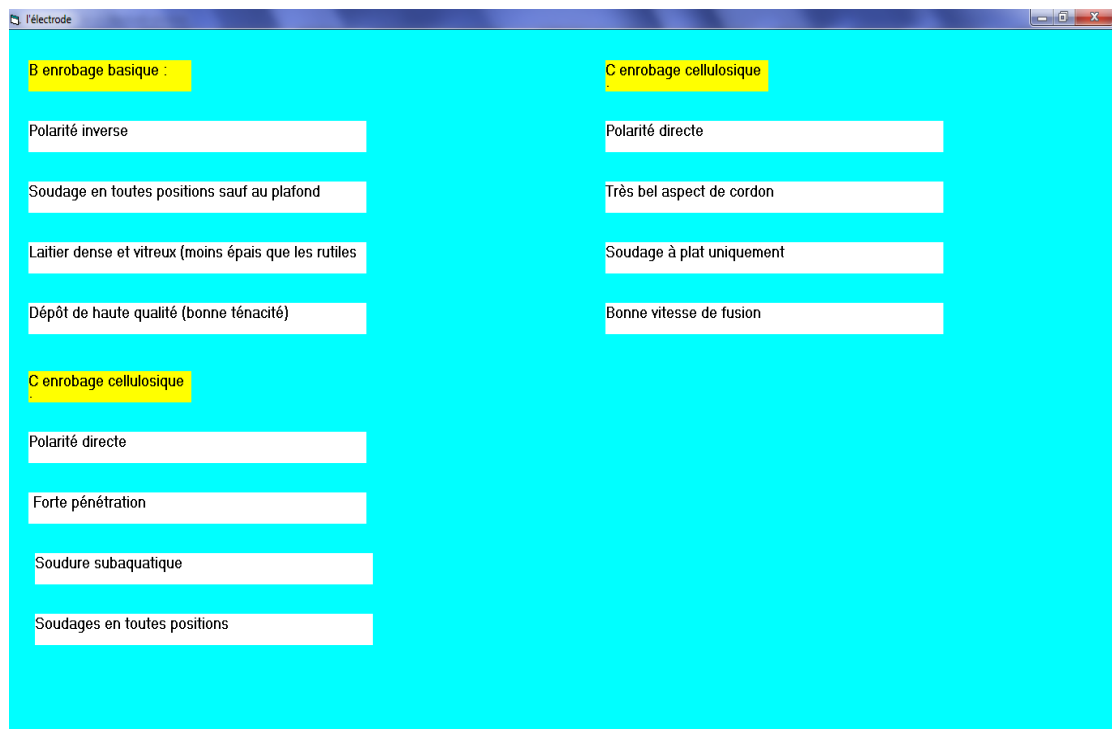 l'électrode
B enrobage basique :
Polarité inverse
Soudage en toutes positions sauf au plafond
Laitier dense et vitreux (moins épais que les rutiles
Dépôt de haute qualité (bonne ténacité)
C enrobage cellulosique
:
Polarité directe
Forte pénétration
Soudure subaquatique
Soudages en toutes positions
C enrobage cellulosique
:
Polarité directe
Très bel aspect de cordon
Soudage à plat uniquement
Bonne vitesse de fusion